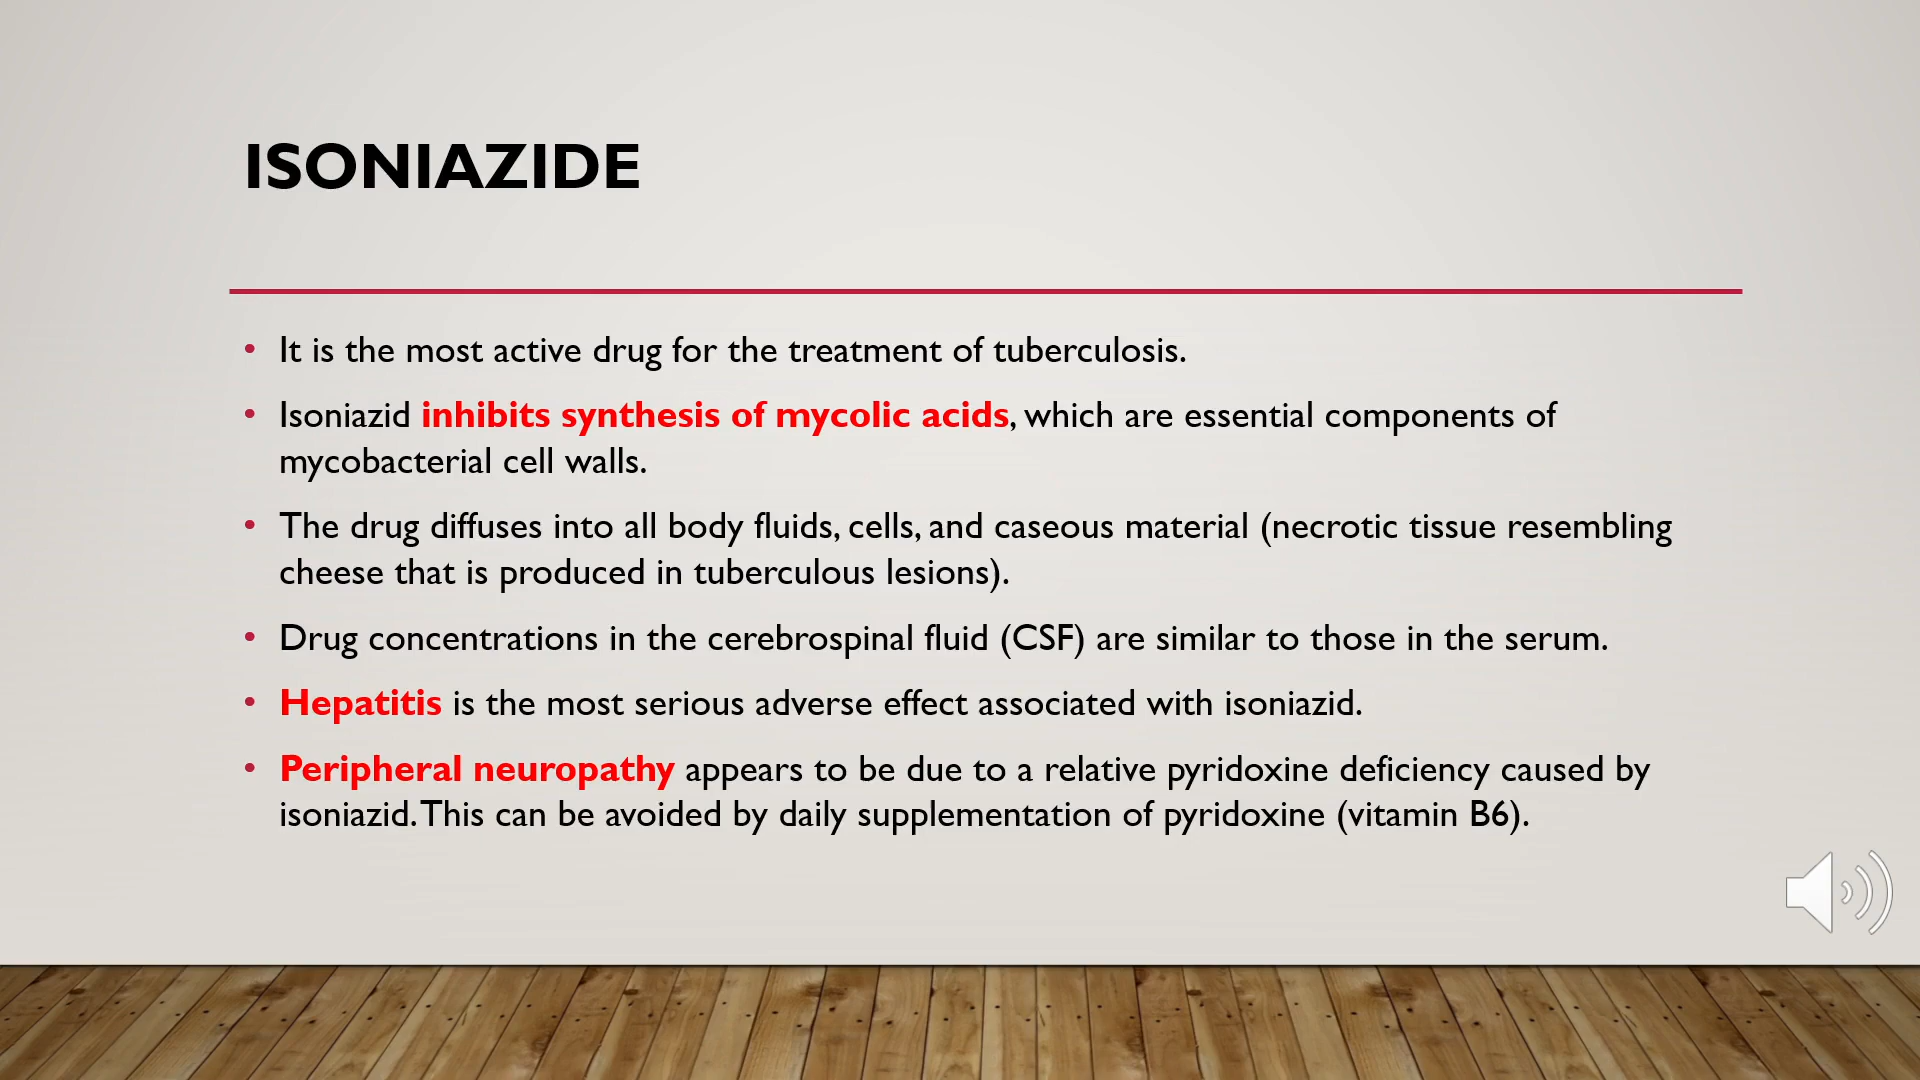 ISONIAZIDE
• It is the most active drug for the treatment of tuberculosis.
• Isoniazid inhibits synthesis of mycolic acids, which are essential components of
mycobacterial cell walls.
• The drug diffuses into all body fluids, cells, and caseous material (necrotic tissue resembling
cheese that is produced in tuberculous lesions).
• Drug concentrations in the cerebrospinal fluid (CSF) are similar to those in the serum.
• Hepatitis is the most serious adverse effect associated with isoniazid.
• Peripheral neuropathy appears to be due to a relative pyridoxine deficiency caused by
isoniazid. This can be avoided by daily supplementation of pyridoxine (vitamin B6).